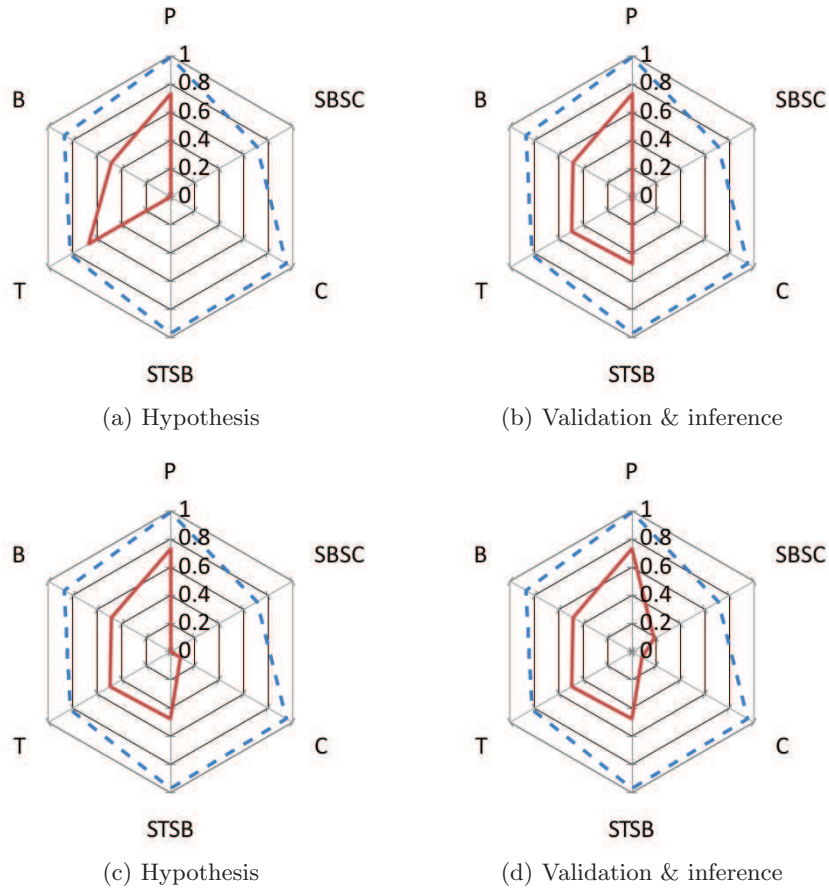 P
1
0.8
0.6
0.4
0.2
0
B
SBSC
T
C
STSB
(a) Hypothesis
P
1
0.8
0.6
0.4
0.2
0
B
SBSC
T
C
STSB
(b) Validation & inference
P
1
0.8
0.6
0.4
0.2
0
B
SBSC
T
C
STSB
(c) Hypothesis
P
1
0.8
0.6
0.4
0.2
0
B
SBSC
T
C
STSB
(d) Validation & inference